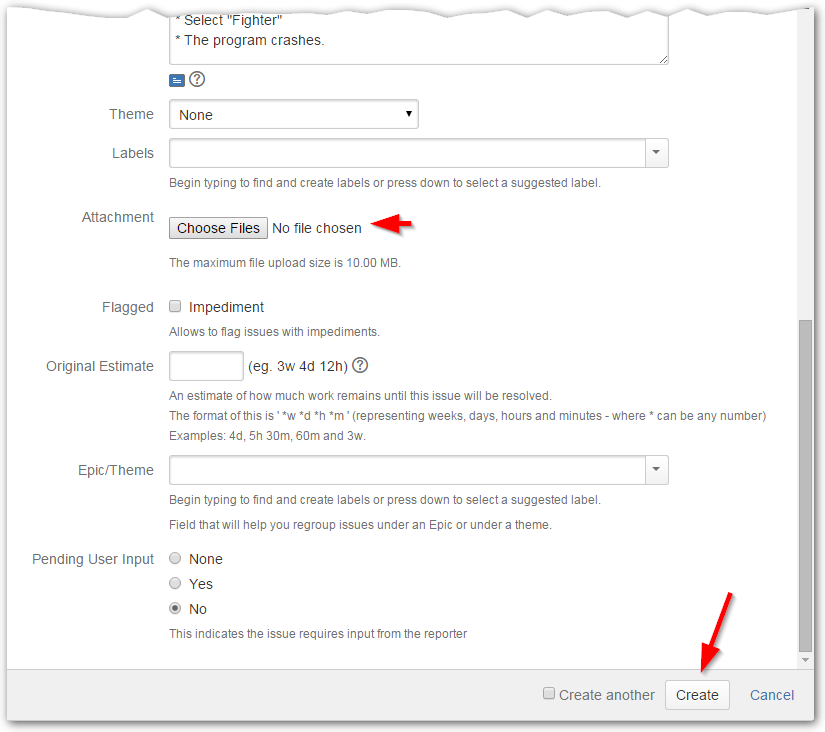 * Select "Fighter"
* The program crashes.
?
Theme None
Labels
Begin typing to find and create labels or press down to select a suggested label.
Attachment
Choose Files No file chosen
The maximum file upload size is 10.00 MB.
Flagged Impediment
Allows to flag issues with impediments.
Original Estimate (eg. 3w 4d 12h) ?
An estimate of how much work remains until this issue will be resolved.
The format of this is ' *w *d *h *m ' (representing weeks, days, hours and minutes - where * can be any number)
Examples: 4d, 5h 30m, 60m and 3w.
Epic/Theme
Begin typing to find and create labels or press down to select a suggested label.
Field that will help you regroup issues under an Epic or under a theme.
Pending User Input None
Yes
No
This indicates the issue requires input from the reporter
Create another Create Cancel